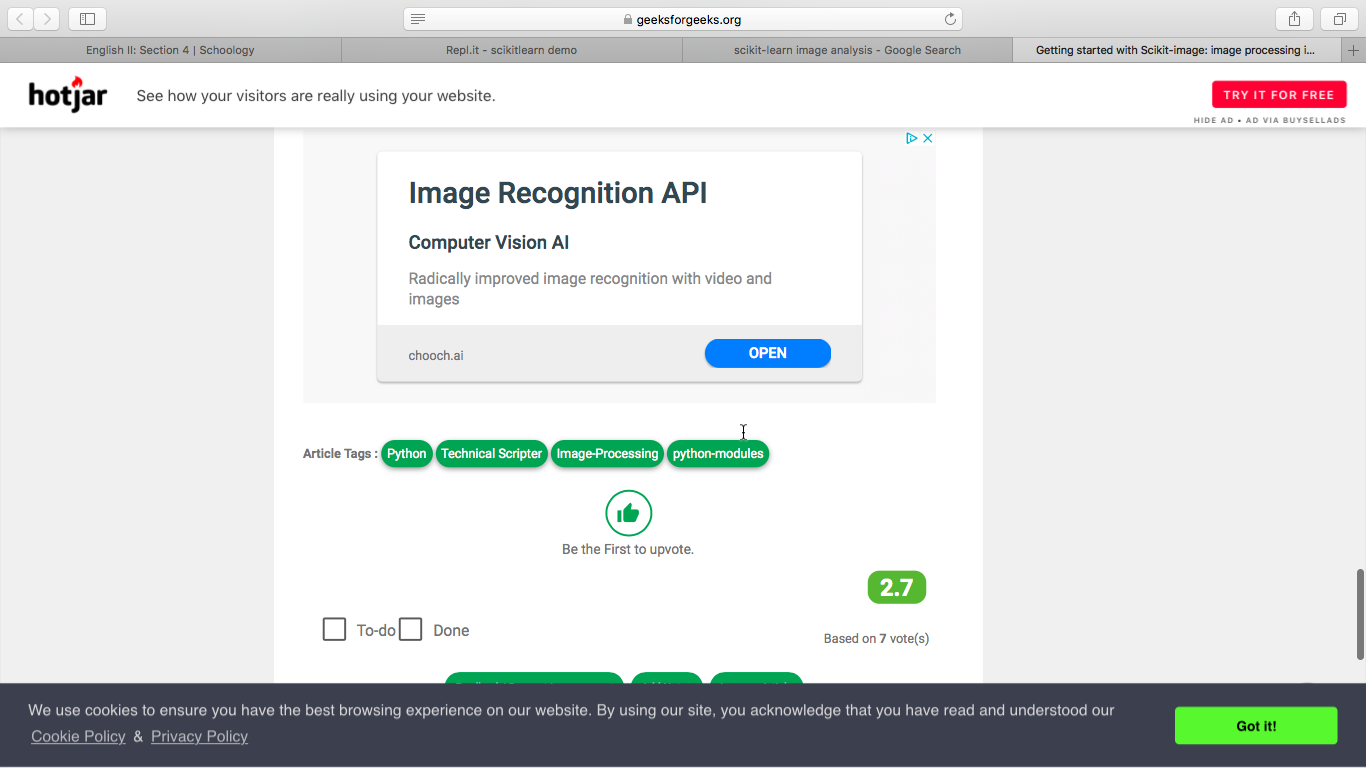 geeksforgeeks.org
English II: Section 4 | Schoology
Repl.it - scikitlearn demo
scikit-learn image analysis - Google Search
Getting started with Scikit-image: image processing i...
hotjar
See how your visitors are really using your website.
TRY IT FOR FREE
HIDE AD • AD VIA BUYSELLADS
Image Recognition API
Computer Vision AI
Radically improved image recognition with video and
images
chooch.ai
OPEN
Article Tags : Python Technical Scripter Image-Processing python-modules
Be the First to upvote.
2.7
To-do Done
Based on 7 vote(s)
We use cookies to ensure you have the best browsing experience on our website. By using our site, you acknowledge that you have read and understood our
Cookie Policy & Privacy Policy
Got it!